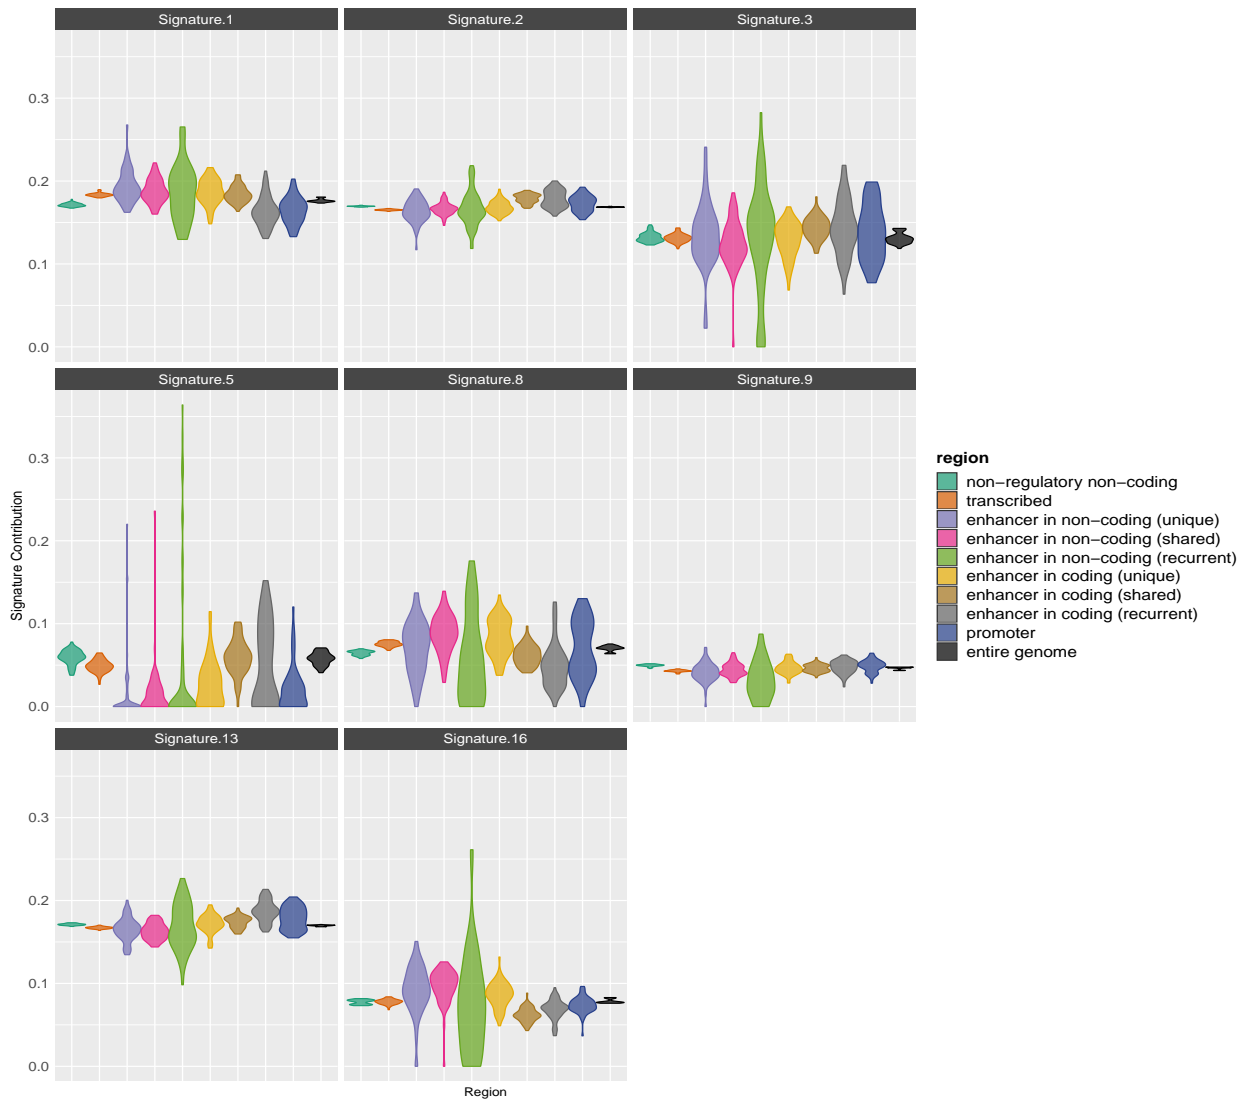 Signature.1
Signature.2
Signature.3
0.3
0.2
0.1
0.0
Signature.5
Signature.8
Signature.9
0.3
0.2
0.1
0.0
Signature.13
Signature.16
0.3
0.2
0.1
0.0
Signature Contribution
Region
region
non−regulatory non−coding
transcribed
enhancer in non−coding (unique)
enhancer in non−coding (shared)
enhancer in non−coding (recurrent)
enhancer in coding (unique)
enhancer in coding (shared)
enhancer in coding (recurrent)
promoter
entire genome